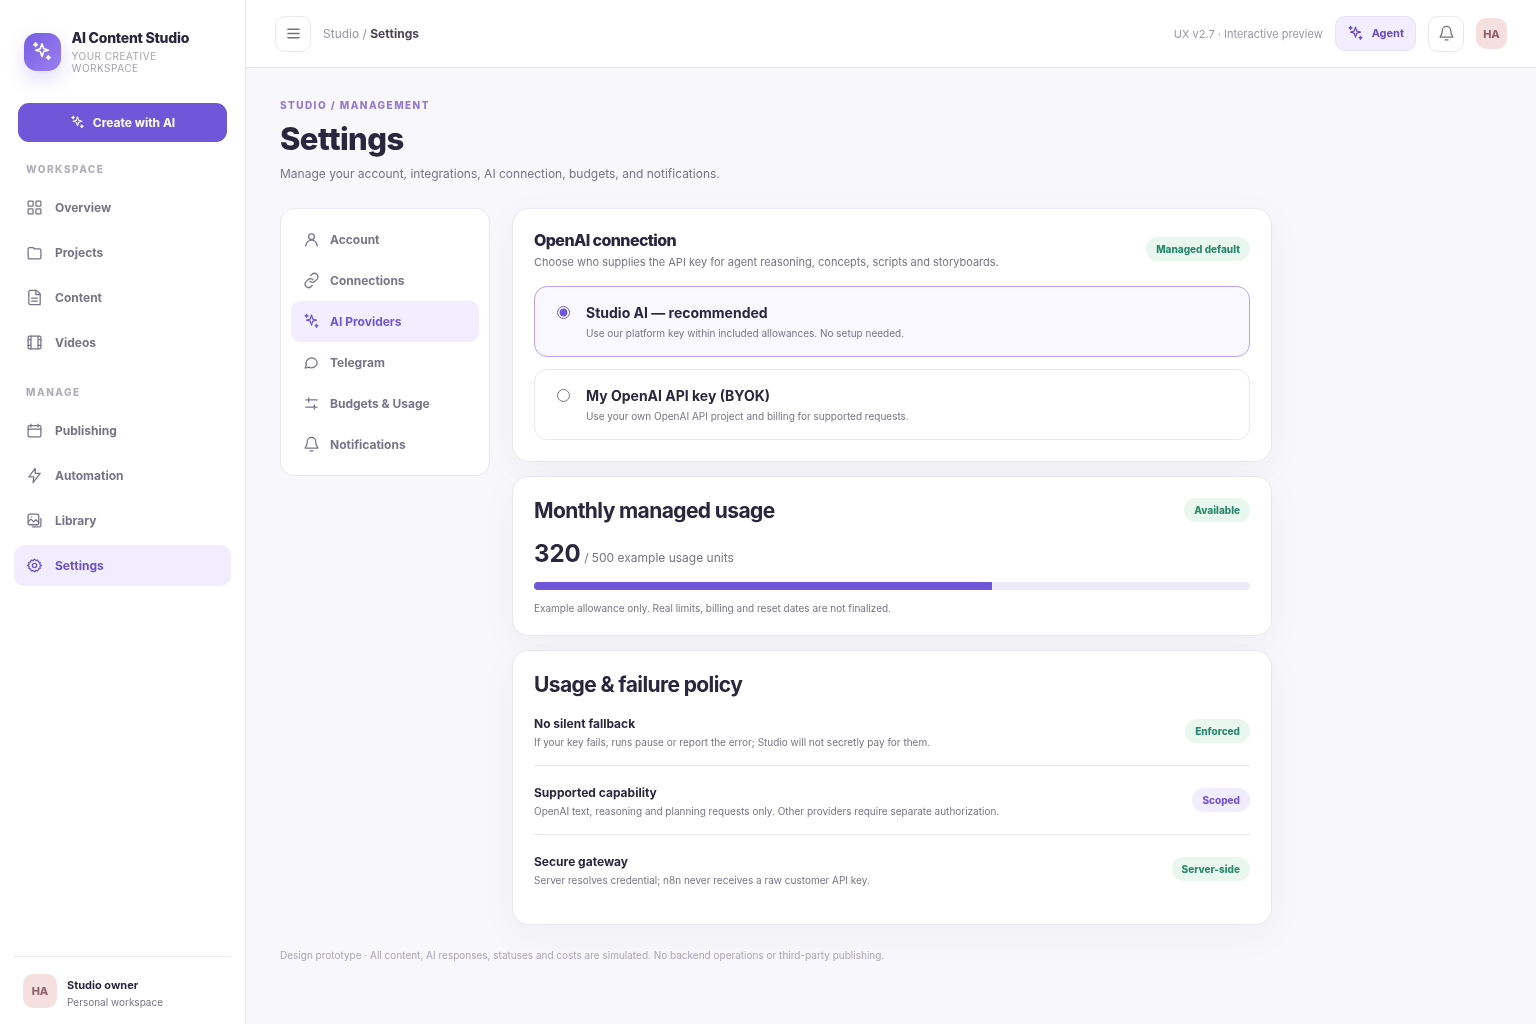 AI Content Studio
YOUR CREATIVE
WORKSPACE
Create with AI
WORKSPACE
Overview
Projects
Content
Videos
MANAGE
Publishing
Automation
Library
Settings
HA
Studio owner
Personal workspace
Studio / Settings
UX v2.7 · Interactive preview
Agent
HA
STUDIO / MANAGEMENT
Settings
Manage your account, integrations, AI connection, budgets, and notifications.
Account
Connections
AI Providers
Telegram
Budgets & Usage
Notifications
OpenAI connection
Choose who supplies the API key for agent reasoning, concepts, scripts and storyboards.
Managed default
Studio AI — recommended
Use our platform key within included allowances. No setup needed.
My OpenAI API key (BYOK)
Use your own OpenAI API project and billing for supported requests.
Monthly managed usage
Available
320 / 500 example usage units
Example allowance only. Real limits, billing and reset dates are not finalized.
Usage & failure policy
No silent fallback
If your key fails, runs pause or report the error; Studio will not secretly pay for them.
Enforced
Supported capability
OpenAI text, reasoning and planning requests only. Other providers require separate authorization.
Scoped
Secure gateway
Server resolves credential; n8n never receives a raw customer API key.
Server-side
Design prototype · All content, AI responses, statuses and costs are simulated. No backend operations or third-party publishing.